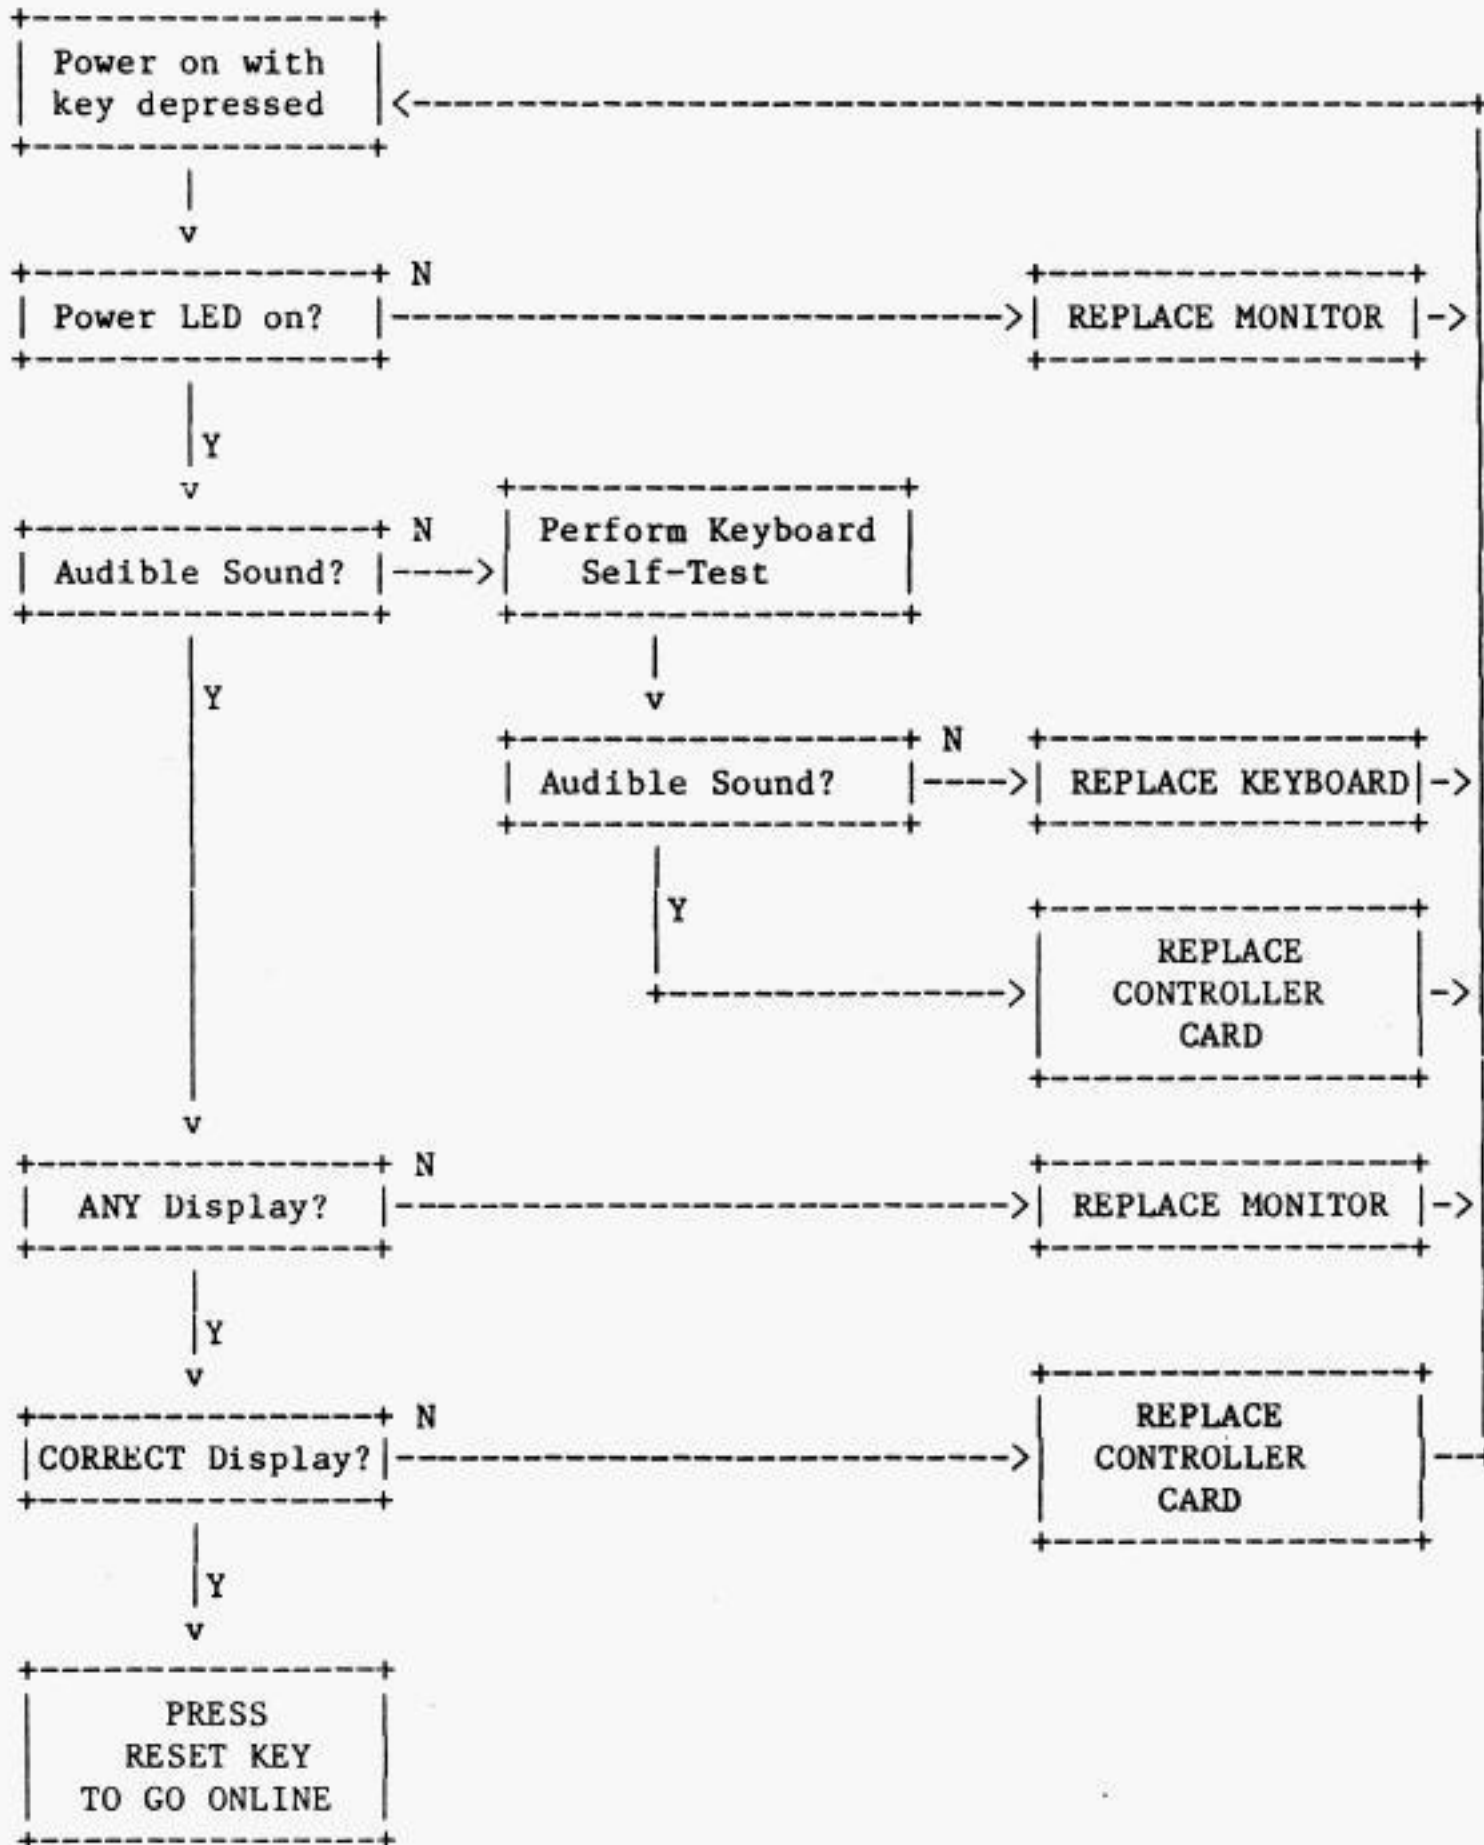 Power on with
key depressed
N
Power LED on?
REPLACE MONITOR
Y
N
Audible Sound?
Perform Keyboard
Self-Test
Y
N
Audible Sound?
REPLACE KEYBOARD
Y
REPLACE
CONTROLLER
CARD
N
ANY Display?
REPLACE MONITOR
Y
N
CORRECT Display?
REPLACE
CONTROLLER
CARD
Y
PRESS
RESET KEY
TO GO ONLINE